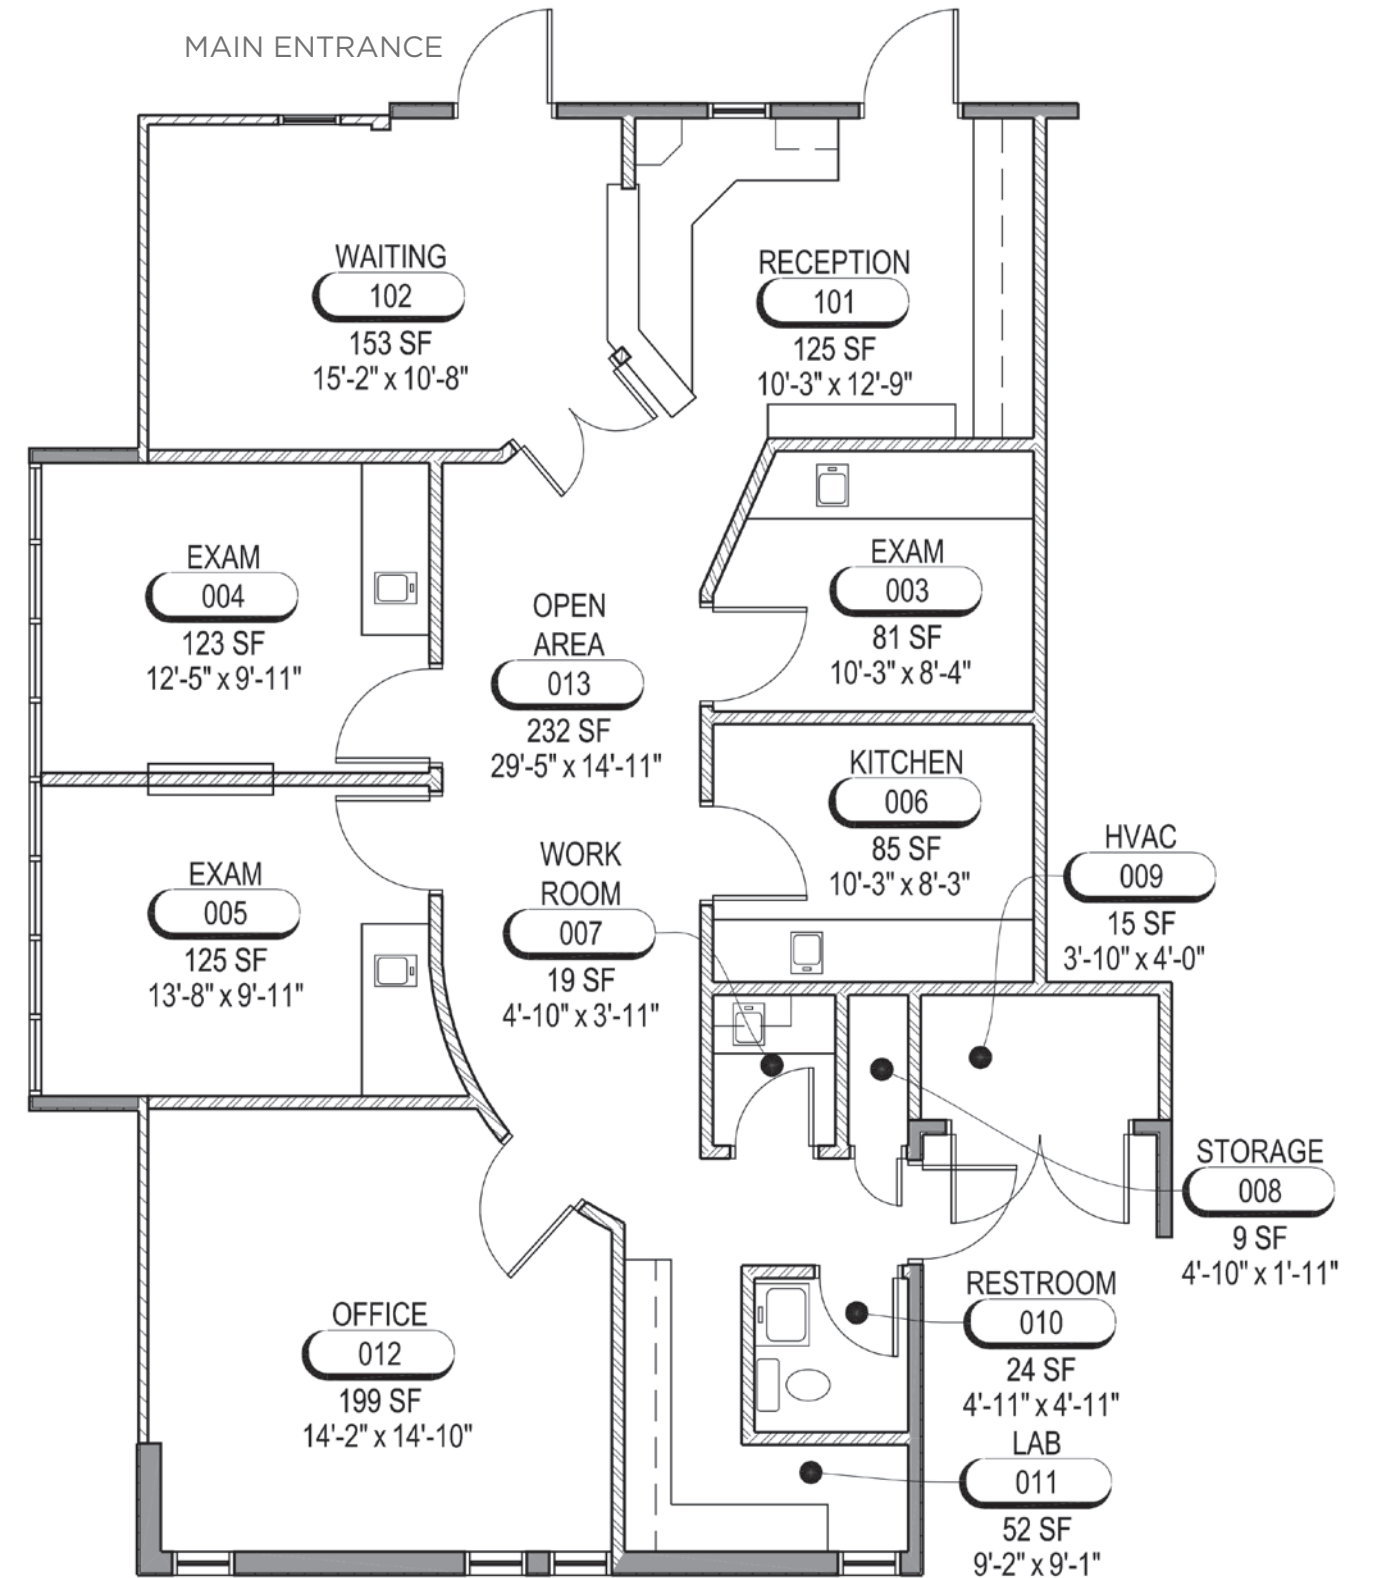 MAIN ENTRANCE
WAITING
102
153 SF
15'-2" x 10'-8"
RECEPTION
101
125 SF
10'-3" x 12'-9"
EXAM
004
123 SF
12'-5" x 9'-11"
OPEN
AREA
013
232 SF
29'-5" x 14'-11"
EXAM
003
81 SF
10'-3" x 8'-4"
KITCHEN
006
85 SF
10'-3" x 8'-3"
HVAC
009
15 SF
3'-10" x 4'-0"
EXAM
005
125 SF
13'-8" x 9'-11"
WORK
ROOM
007
19 SF
4'-10" x 3'-11"
STORAGE
008
9 SF
4'-10" x 1'-11"
OFFICE
012
199 SF
14'-2" x 14'-10"
RESTROOM
010
24 SF
4'-11" x 4'-11"
LAB
011
52 SF
9'-2" x 9'-1"